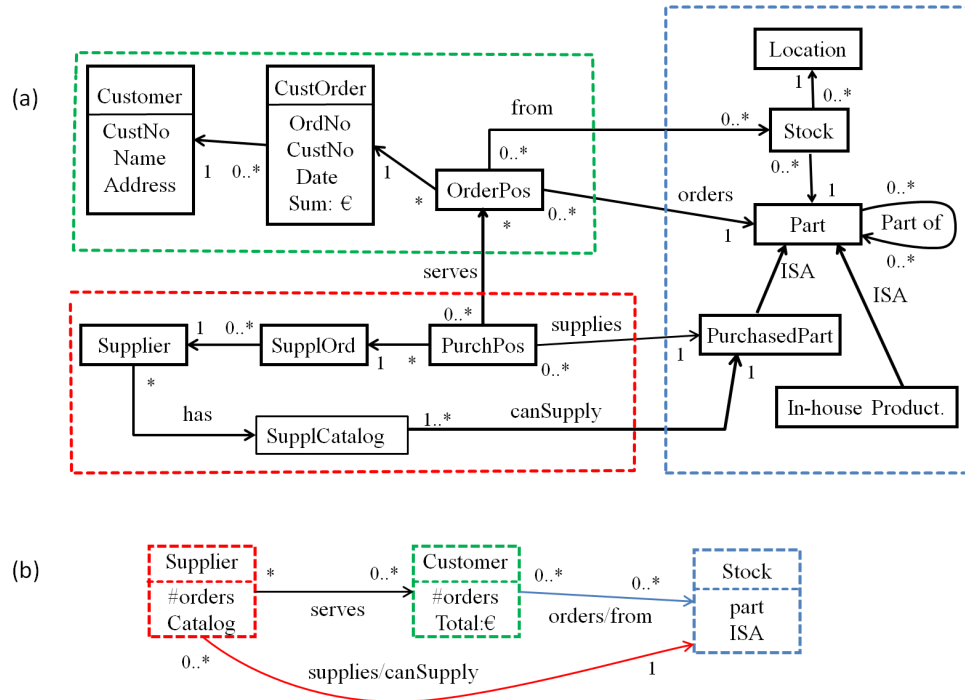 (a)
Customer
CustNo
Name
Address
1
0..*
CustOrder
OrdNo
CustNo
Date
Sum: €
1
*
from
0..*
0..*
OrderPos
*
0..*
orders
1
Location
1
0..*
Stock
0..*
1
Part
0..*
Part of
0..*
ISA
ISA
serves
0..*
Supplier
1
0..*
SupplOrd
1
*
PurchPos
supplies
0..*
1
PurchasedPart
1
In-house Product.
*
has
SupplCatalog
1..*
canSupply
(b)
Supplier
#orders
Catalog
*
0..*
serves
Customer
#orders
Total:€
0..*
0..*
orders/from
Stock
part
ISA
0..*
supplies/canSupply
1